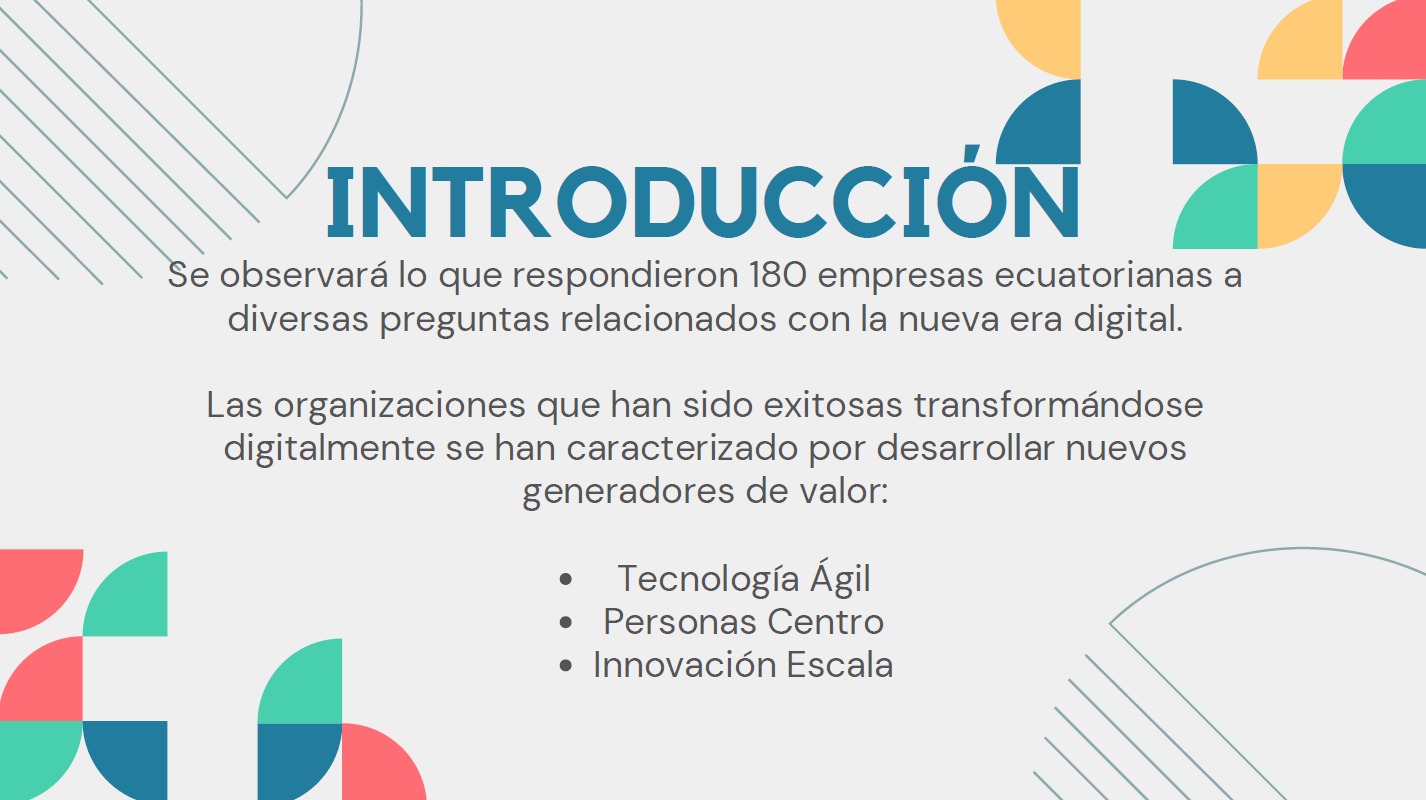 INTRODUCCIÓN
Se observará lo que respondieron 180 empresas ecuatorianas a
diversas preguntas relacionados con la nueva era digital.
Las organizaciones que han sido exitosas transformándose
digitalmente se han caracterizado por desarrollar nuevos
generadores de valor:
• Tecnología Ágil
• Personas Centro
• Innovación Escala